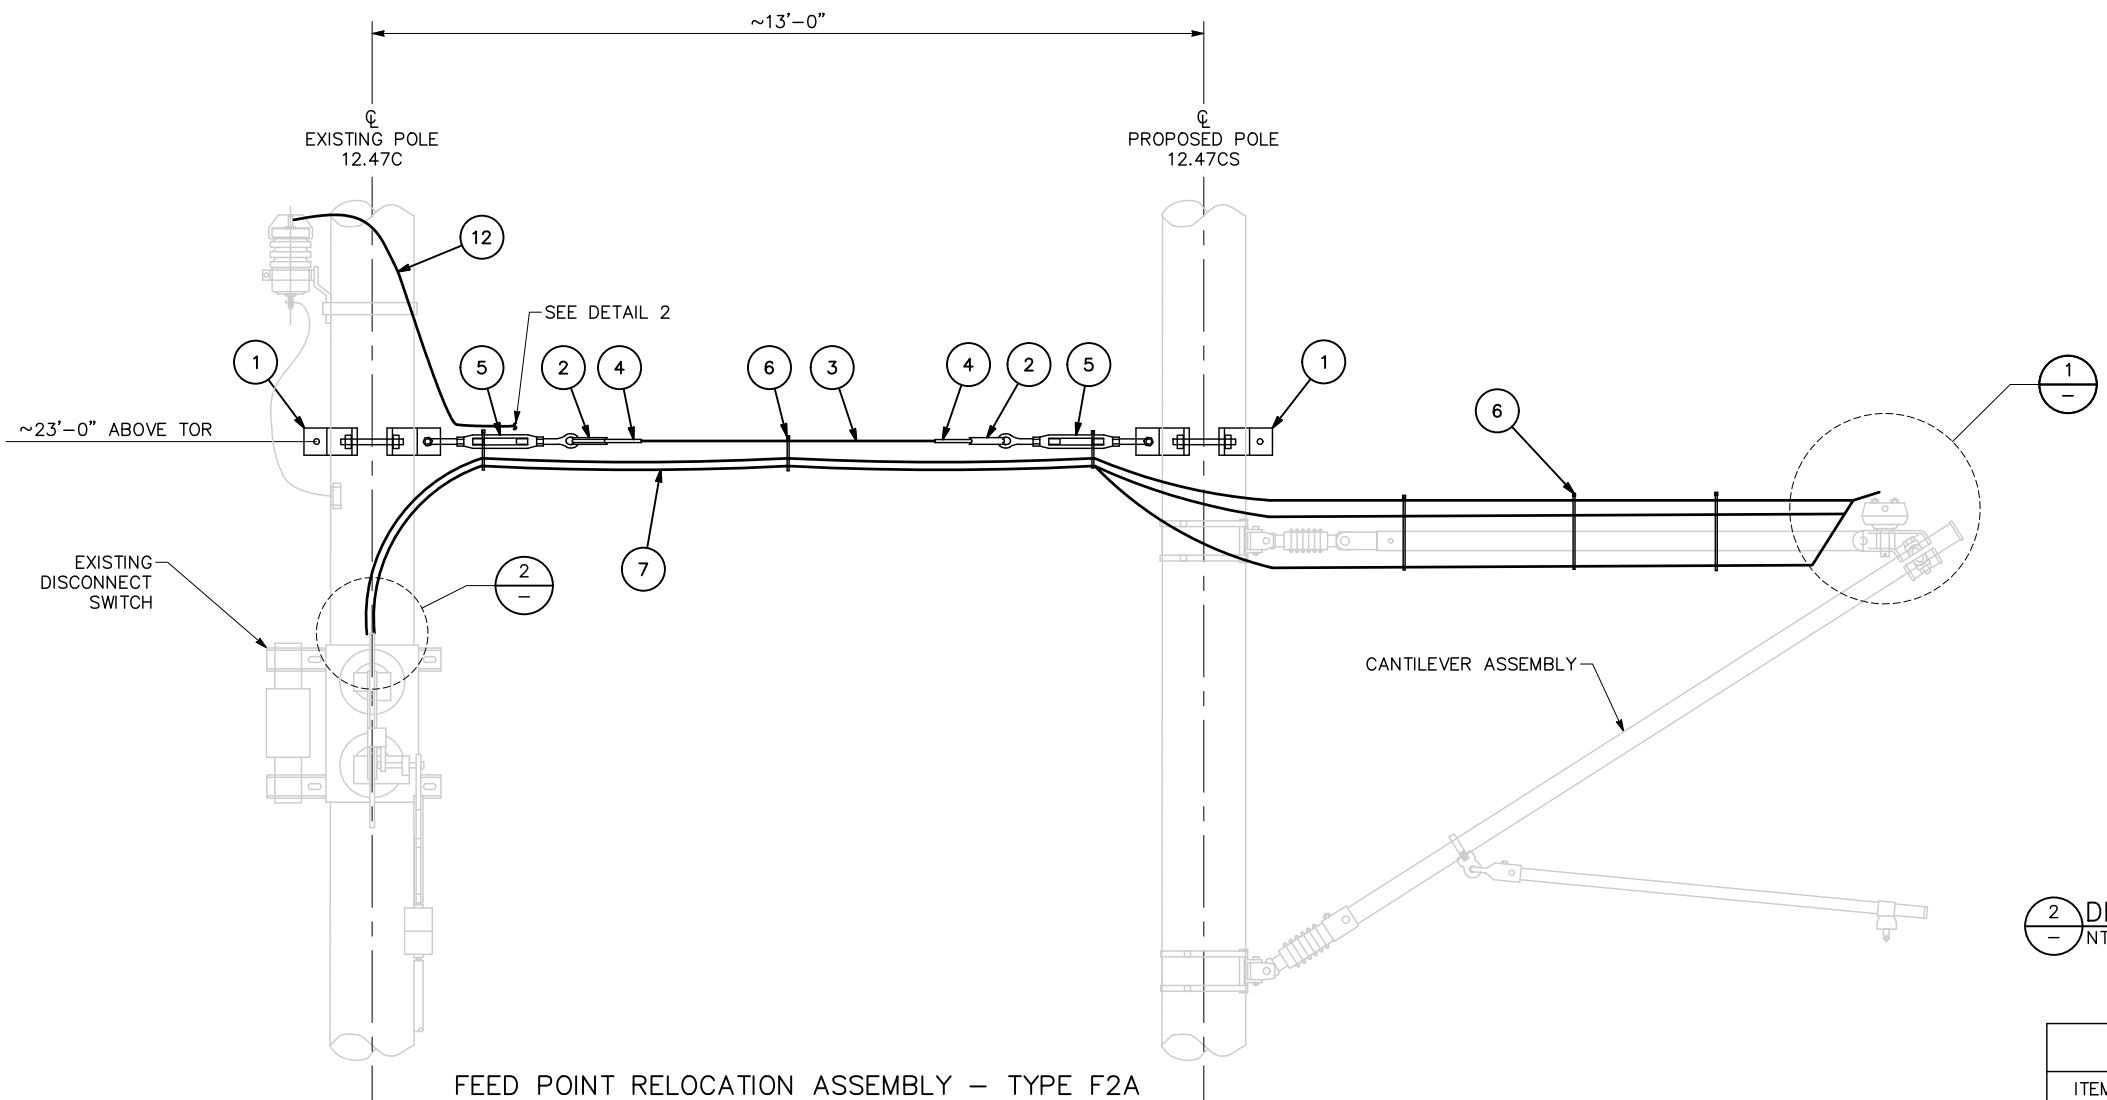 ~13'-0"
℄
EXISTING POLE
12.47C
℄
PROPOSED POLE
12.47CS
12
SEE DETAIL 2
1
5
2
4
6
3
4
2
5
1
1
–
6
~23'-0" ABOVE TOR
7
2
–
EXISTING
DISCONNECT
SWITCH
CANTILEVER ASSEMBLY
2
–
FEED POINT RELOCATION ASSEMBLY – TYPE F2A
ITEM